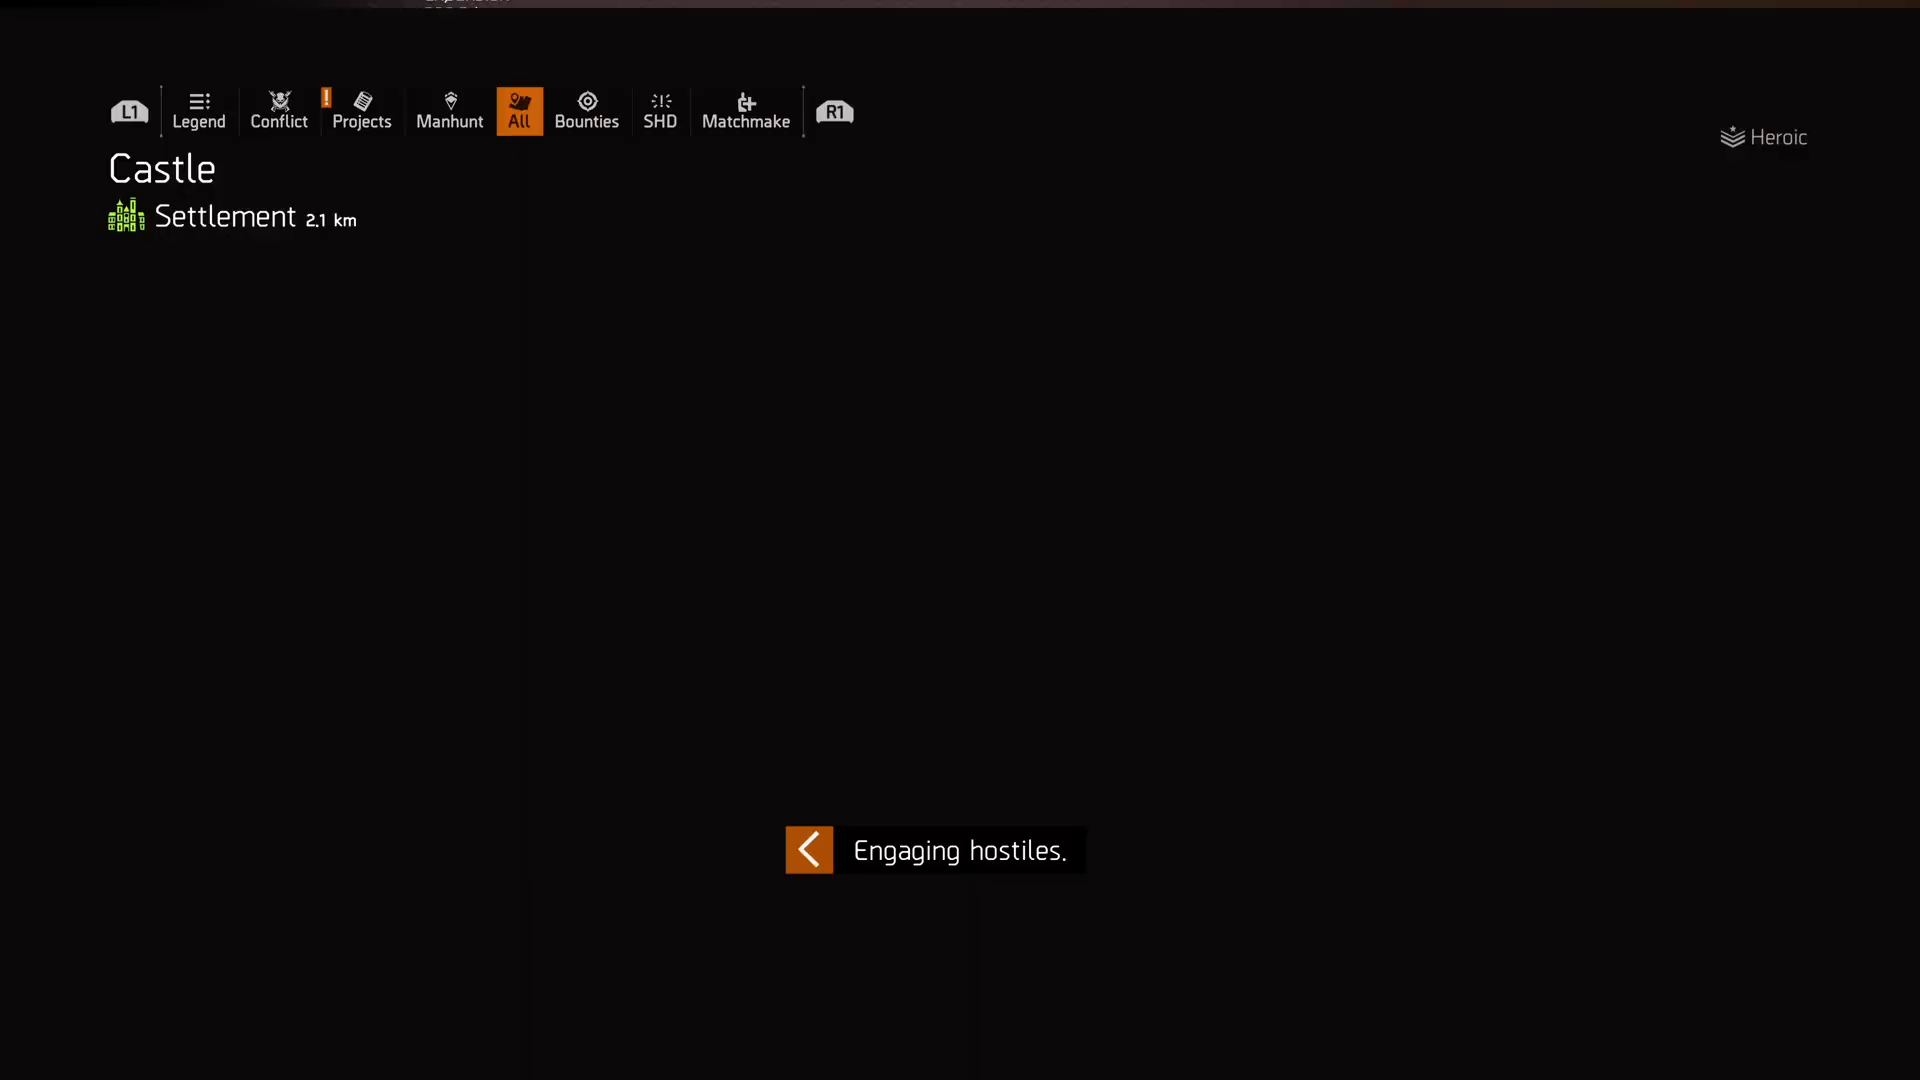 L1 Legend Conflict ! Projects Manhunt All Bounties SHD Matchmake R1
Heroic
Castle
Settlement 2.1 km
Engaging hostiles.